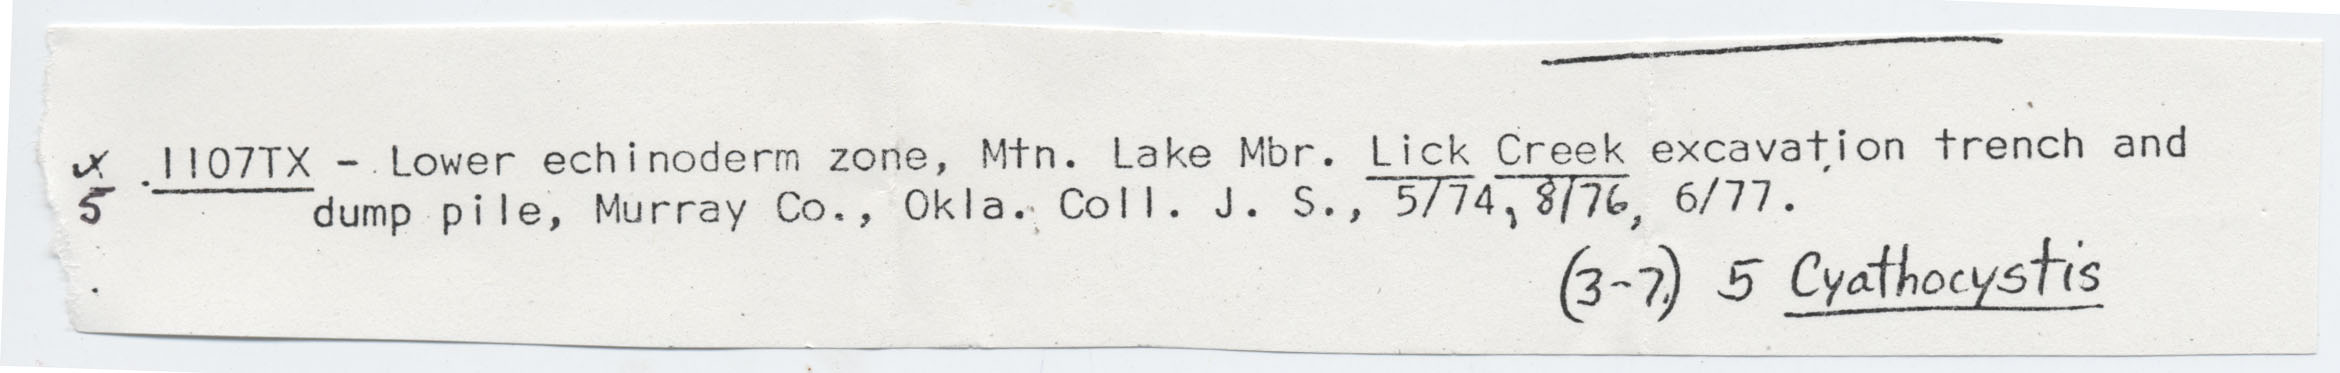 x 1107TX - Lower echinoderm zone, Mtn. Lake Mbr. Lick Creek excavation trench and
5 dump pile, Murray Co., Okla. Coll. J. S., 5/74, 8/76, 6/77.
(3-7) 5 Cyathocystis